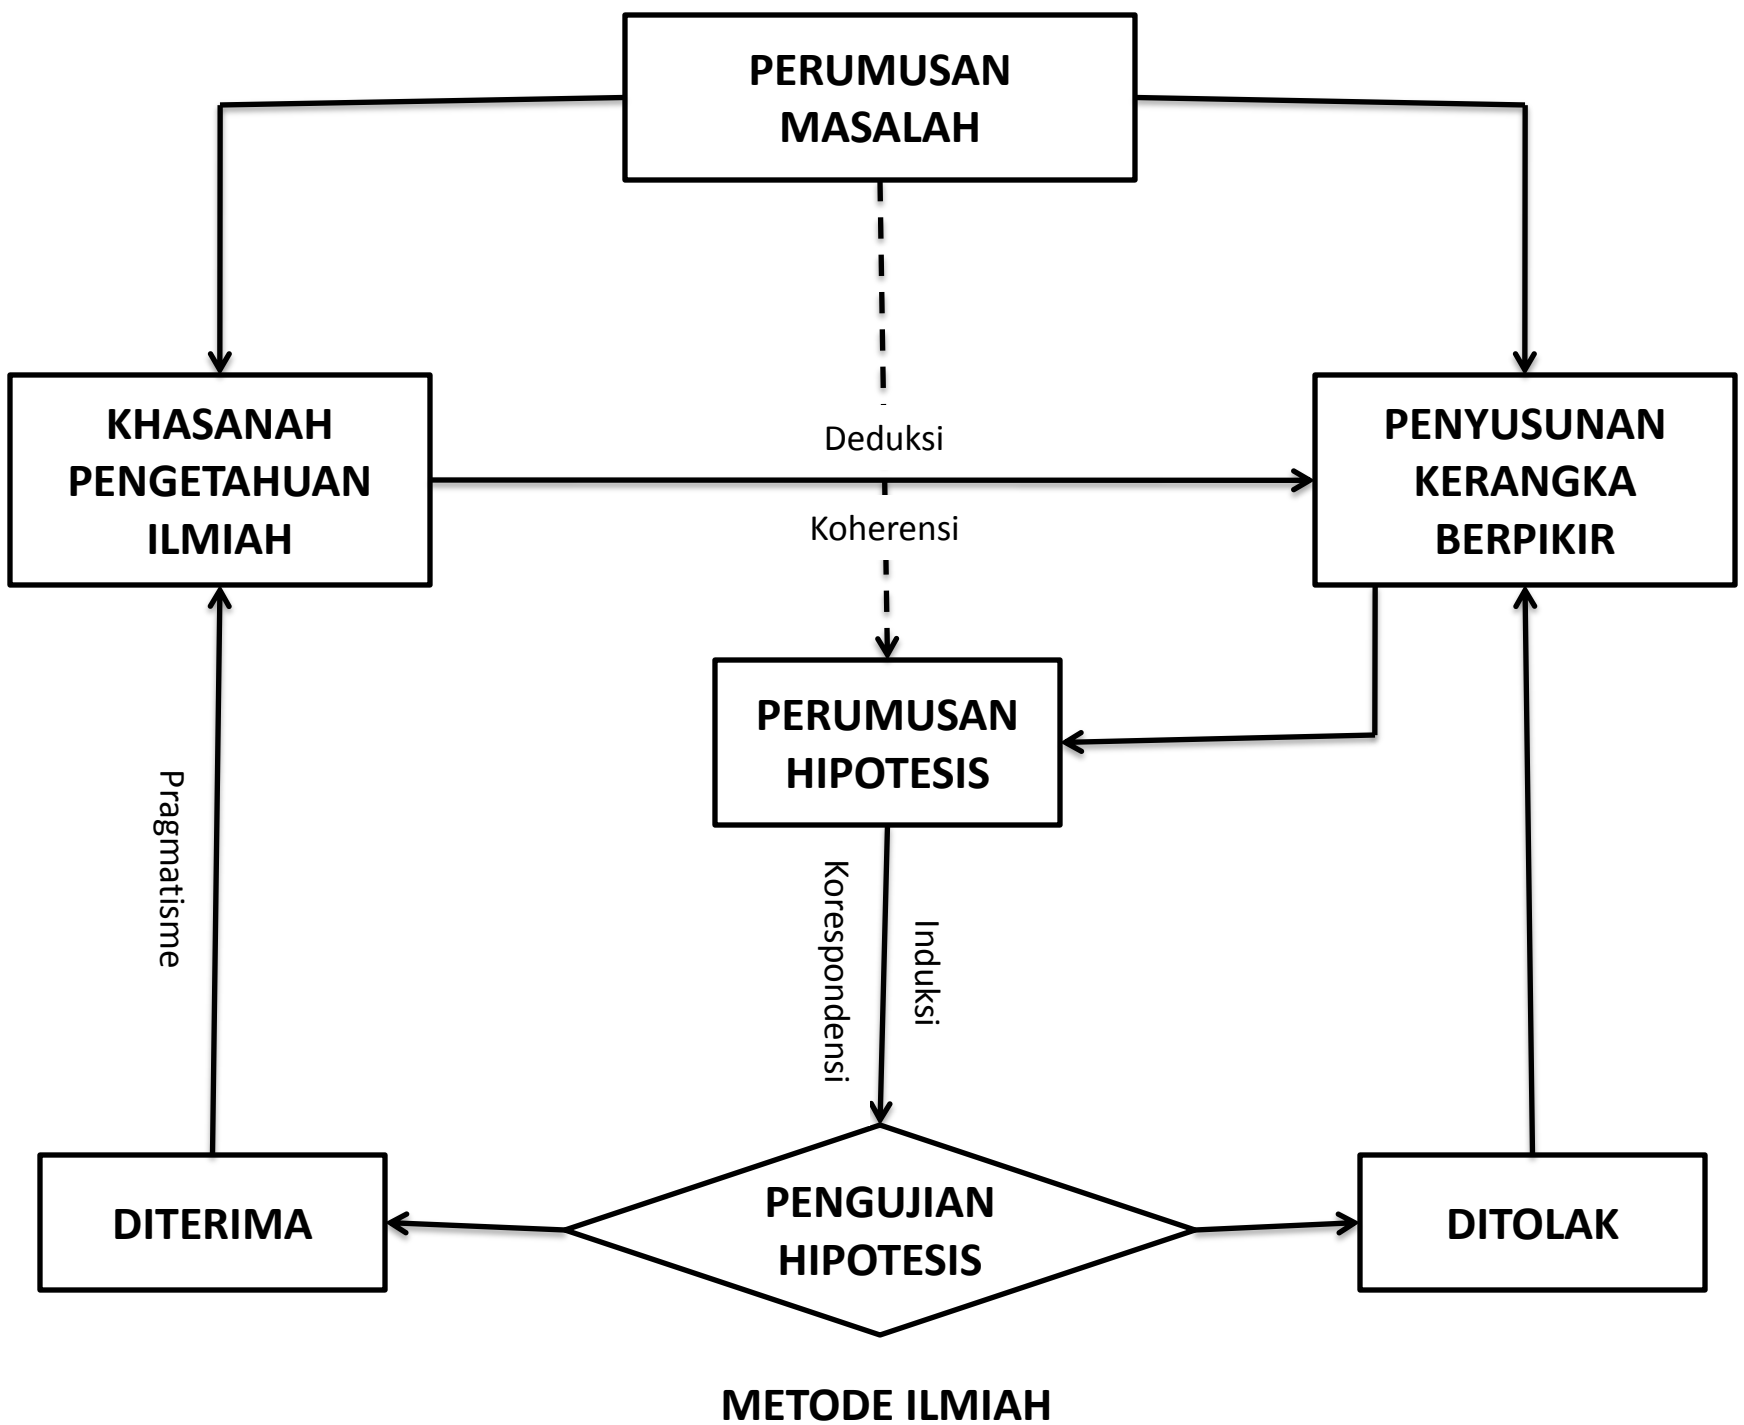 PERUMUSAN
MASALAH
KHASANAH
PENGETAHUAN
ILMIAH
Deduksi
Koherensi
PENYUSUNAN
KERANGKA
BERPIKIR
PERUMUSAN
HIPOTESIS
Pragmatisme
Korespondensi
Induksi
DITERIMA
PENGUJIAN
HIPOTESIS
DITOLAK
METODE ILMIAH